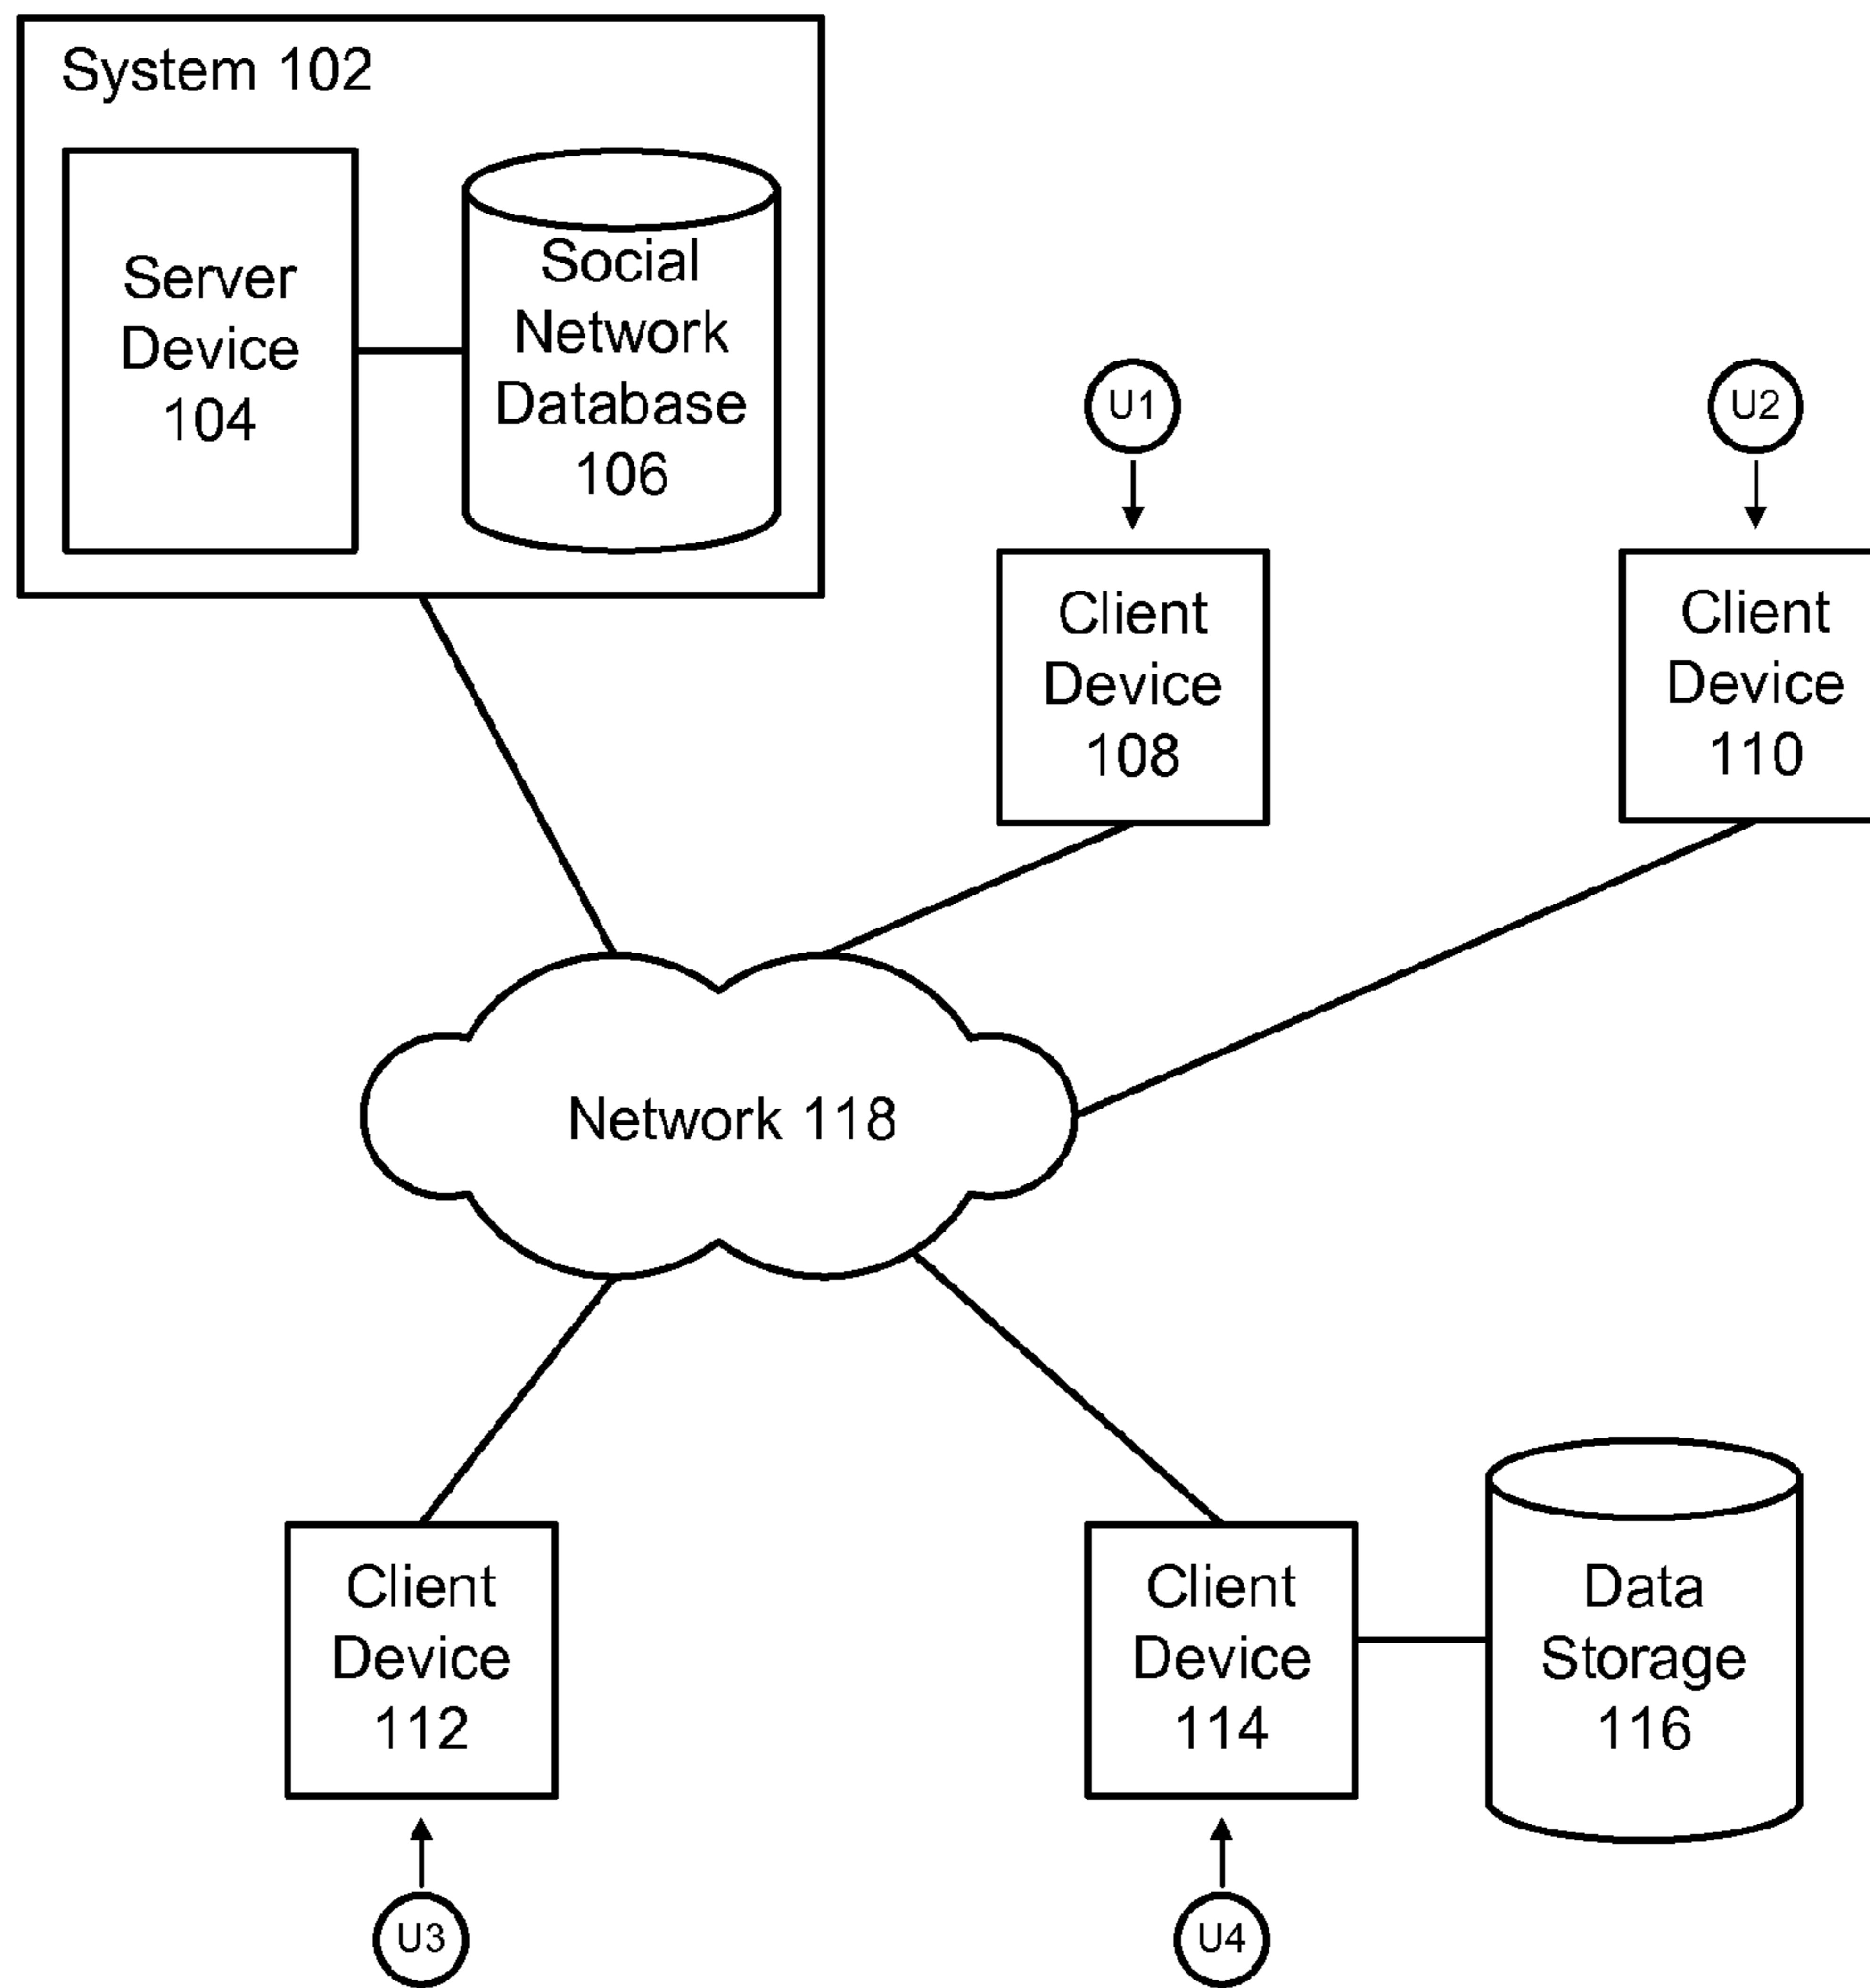 System 102
Server
Device
104
Social
Network
Database
106
U1
U2
Client
Device
108
Client
Device
110
Network 118
Client
Device
112
Client
Device
114
Data
Storage
116
U3
U4